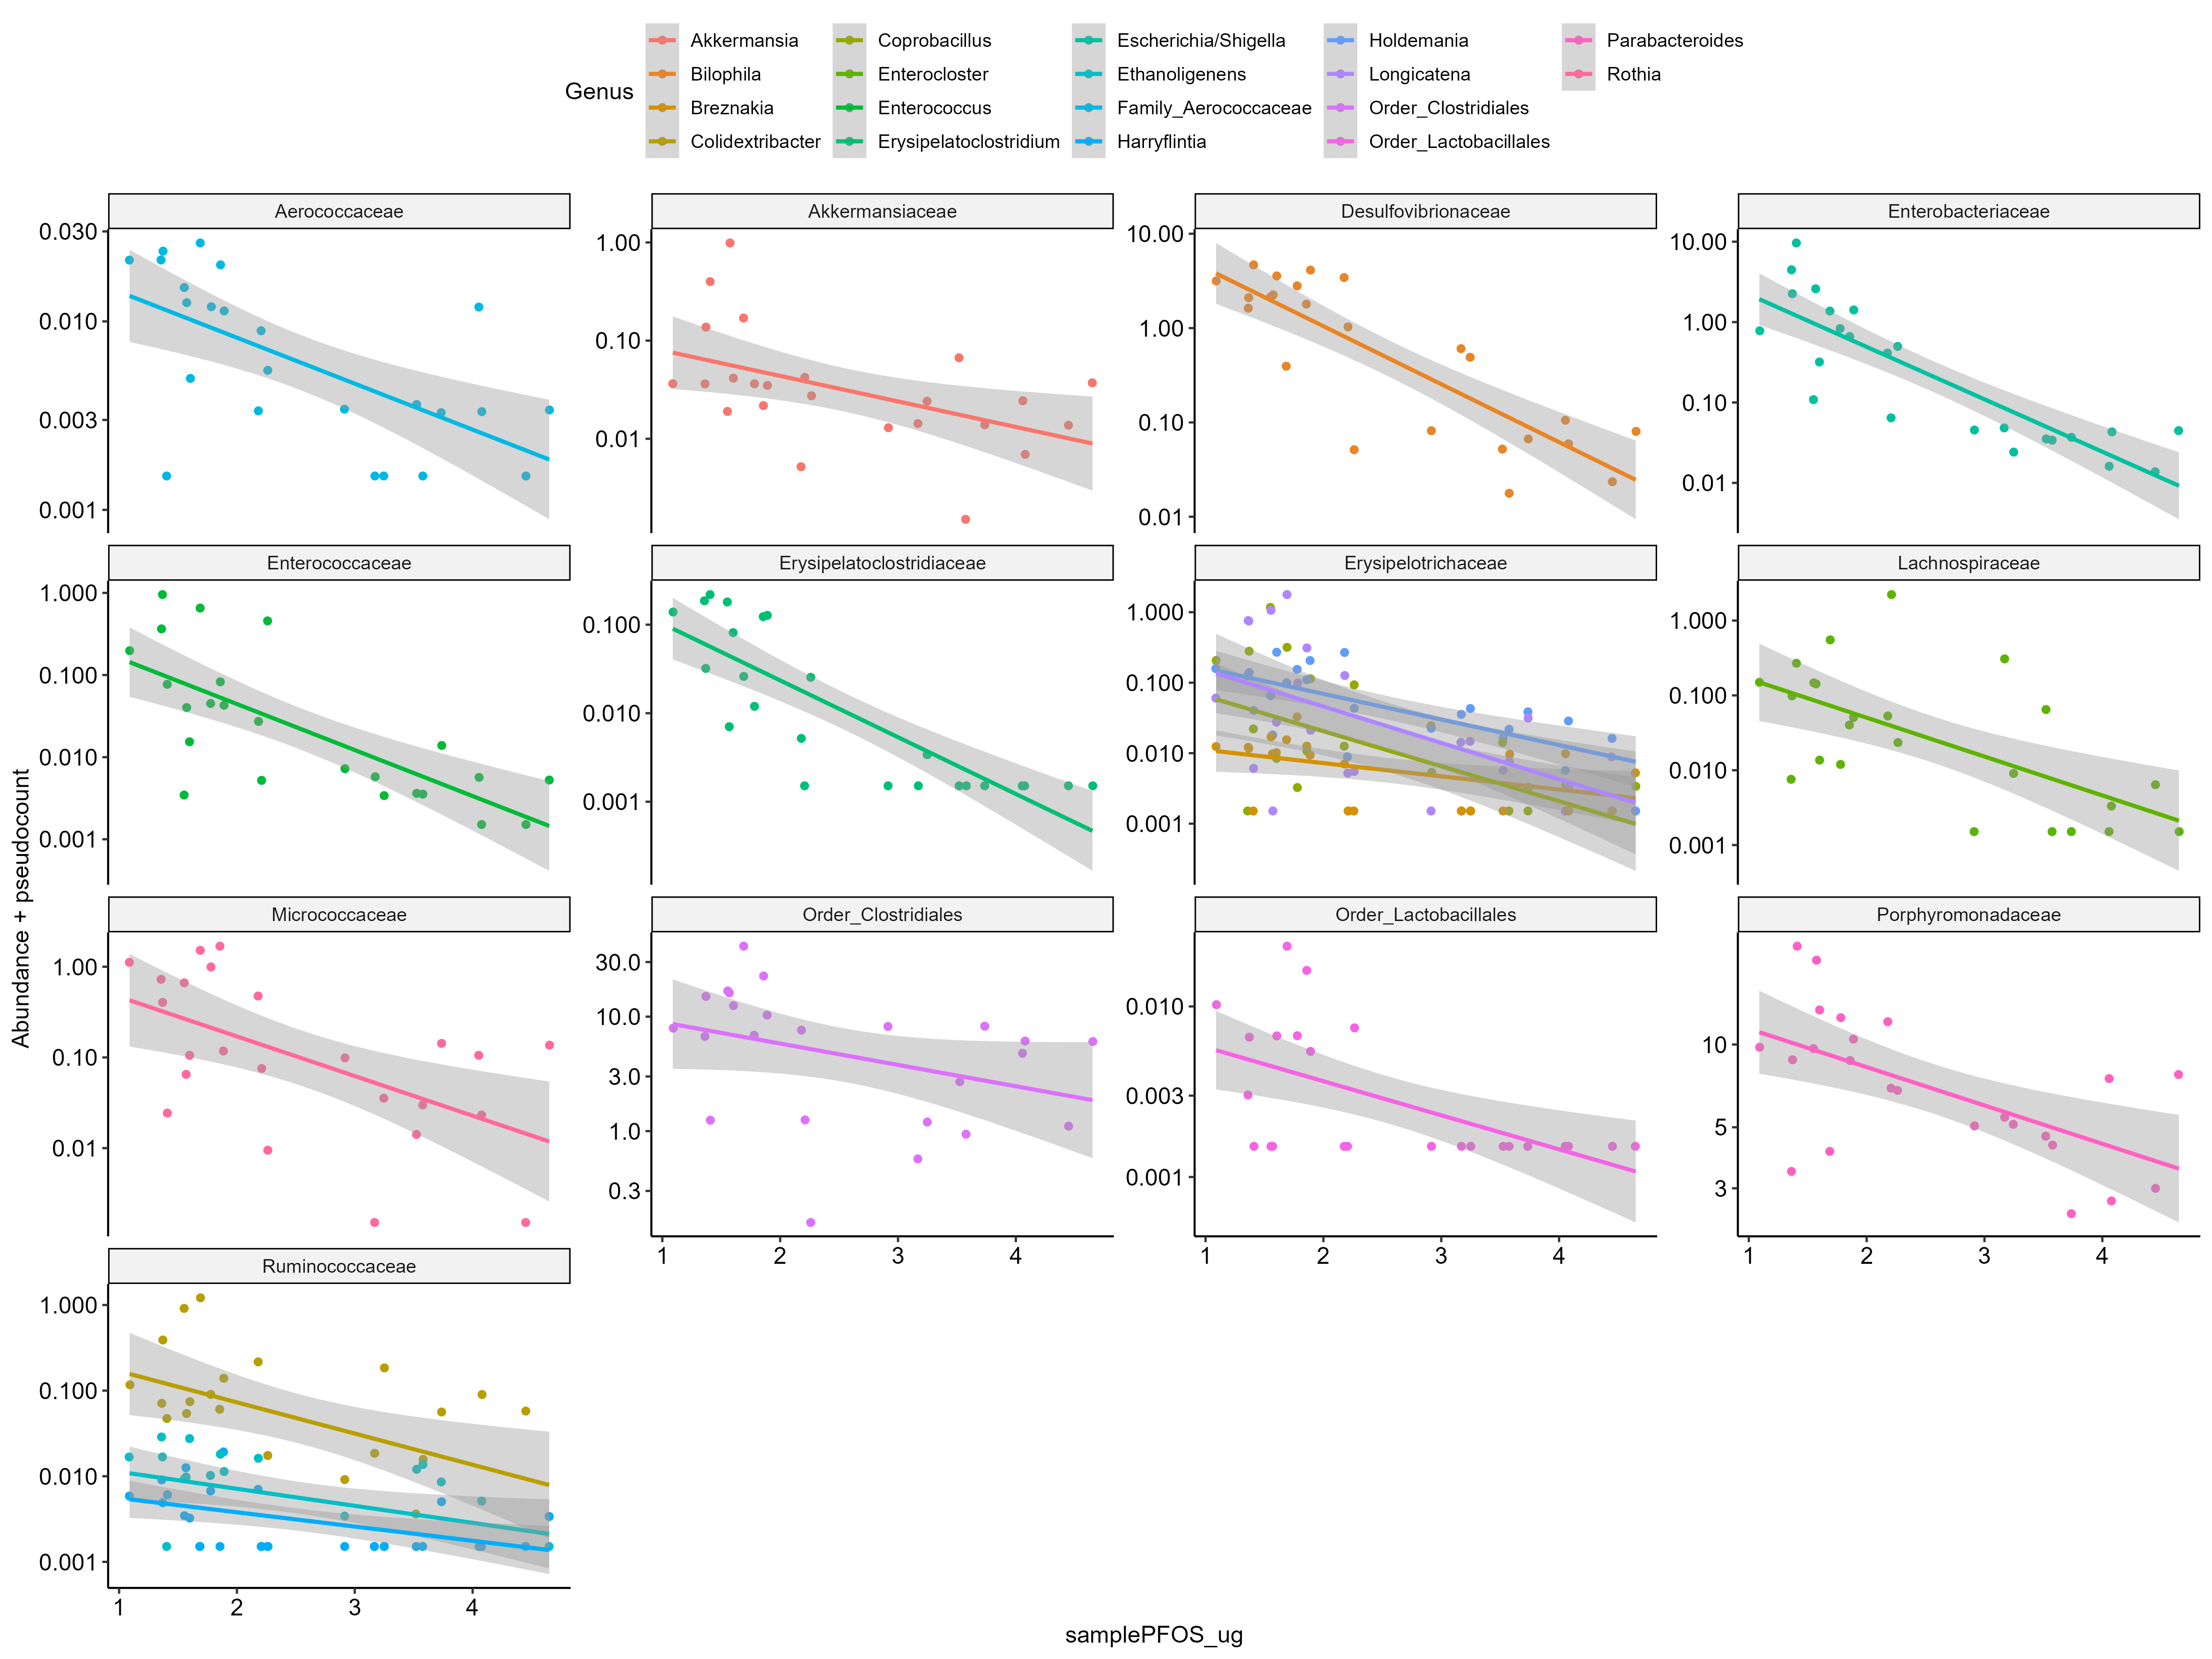 Genus
Akkermansia
Bilophila
Breznakia
Colidextribacter
Coprobacillus
Enterocloster
Enterococcus
Erysipelatoclostridium
Escherichia/Shigella
Ethanoligenens
Family_Aerococcaceae
Harryflintia
Holdemania
Longicatena
Order_Clostridiales
Order_Lactobacillales
Parabacteroides
Rothia
Abundance + pseudocount
Aerococcaceae
0.030
0.010
0.003
0.001
Akkermansiaceae
1.00
0.10
0.01
Desulfovibrionaceae
10.00
1.00
0.10
0.01
Enterobacteriaceae
10.00
1.00
0.10
0.01
Enterococcaceae
1.000
0.100
0.010
0.001
Erysipelatoclostridiaceae
0.100
0.010
0.001
Erysipelotrichaceae
1.000
0.100
0.010
0.001
Lachnospiraceae
1.000
0.100
0.010
0.001
Micrococcaceae
1.00
0.10
0.01
Order_Clostridiales
30.0
10.0
3.0
1.0
0.3
1 2 3 4
Order_Lactobacillales
0.010
0.003
0.001
1 2 3 4
Porphyromonadaceae
10
5
3
1 2 3 4
Ruminococcaceae
1.000
0.100
0.010
0.001
1 2 3 4
samplePFOS_ug